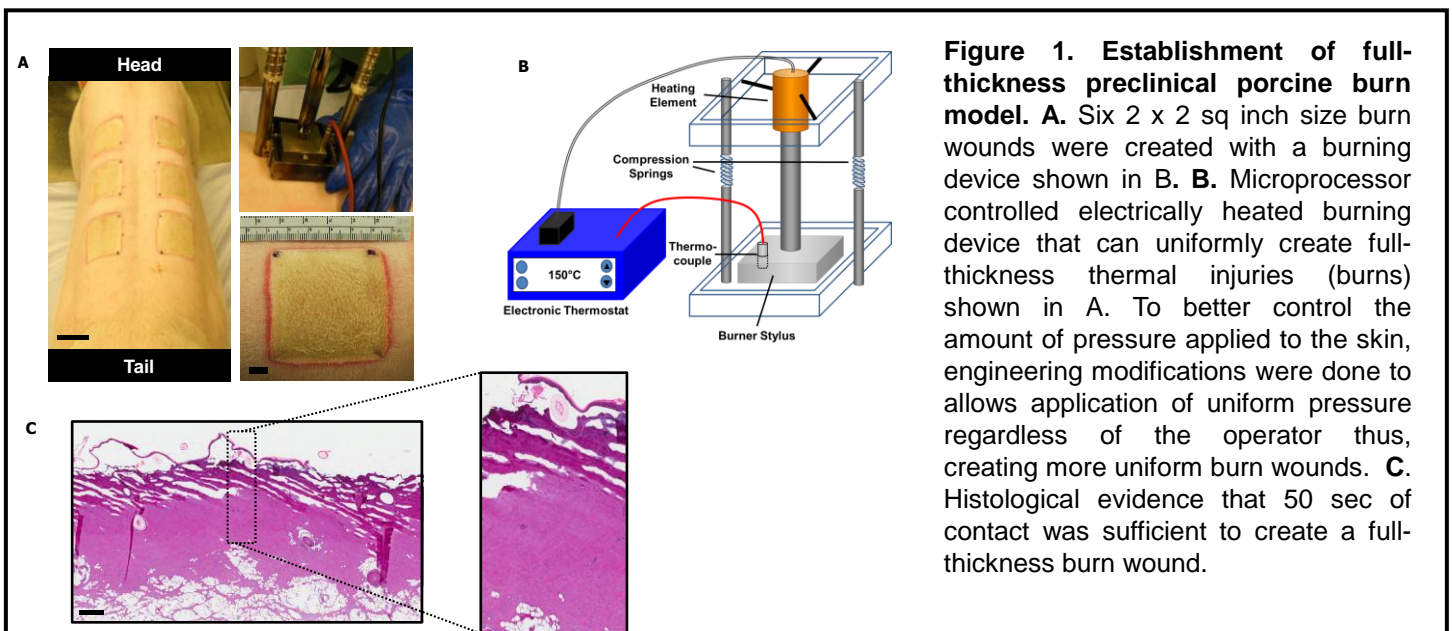 A
Head
Tail
B
Heating
Element
Compression
Springs
Thermo-
couple
150°C
Electronic Thermostat
Burner Stylus
C
Figure 1. Establishment of full-
thickness preclinical porcine burn
model. A. Six 2 x 2 sq inch size burn
wounds were created with a burning
device shown in B. B. Microprocessor
controlled electrically heated burning
device that can uniformly create full-
thickness thermal injuries (burns)
shown in A. To better control the
amount of pressure applied to the skin,
engineering modifications were done to
allows application of uniform pressure
regardless of the operator thus,
creating more uniform burn wounds. C.
Histological evidence that 50 sec of
contact was sufficient to create a full-
thickness burn wound.